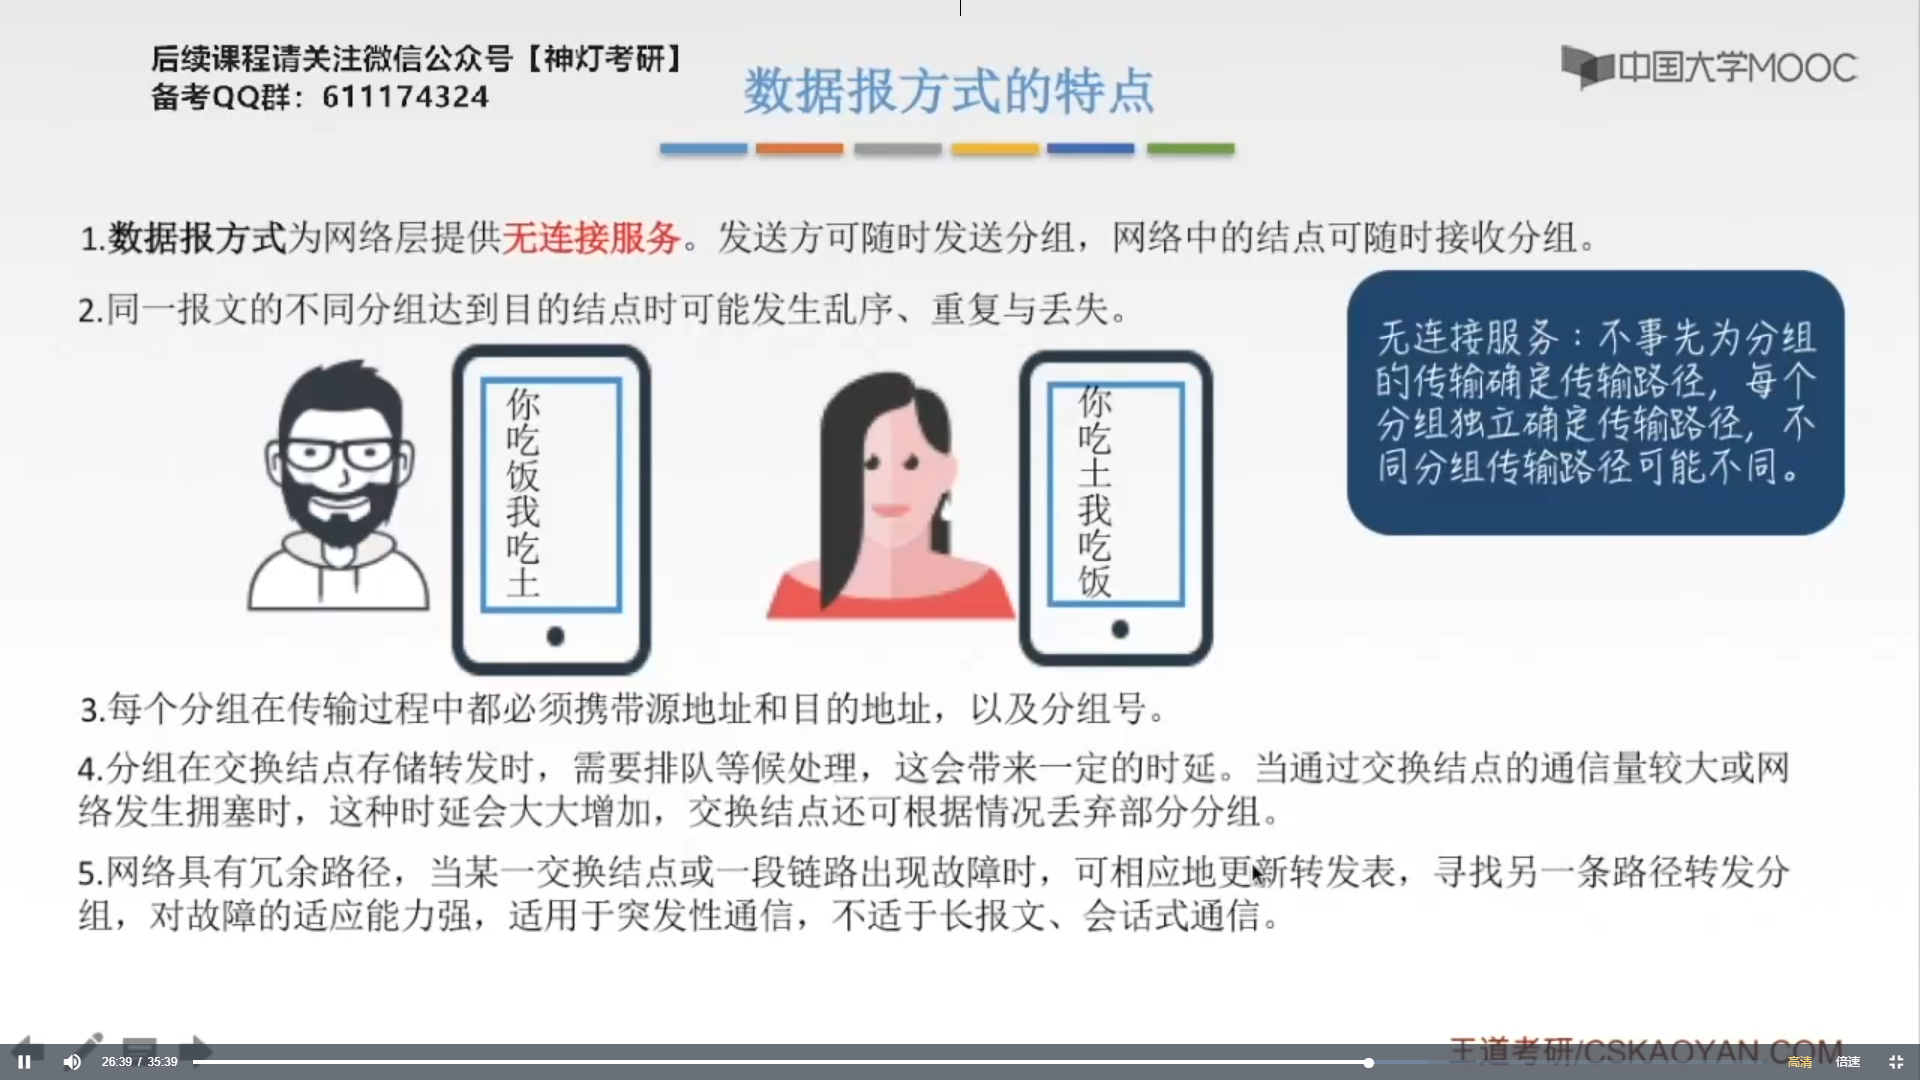 后续课程请关注微信公众号【神灯考研】
备考QQ群：611174324
中国大学MOOC
数据报方式的特点
1.数据报方式为网络层提供无连接服务。发送方可随时发送分组，网络中的结点可随时接收分组。
2.同一报文的不同分组达到目的结点时可能发生乱序、重复与丢失。
无连接服务：不事先为分组
的传输确定传输路径，每个
分组独立确定传输路径，不
同分组传输路径可能不同。
你吃饭我吃土
你吃土我吃饭
3.每个分组在传输过程中都必须携带源地址和目的地址，以及分组号。
4.分组在交换结点存储转发时，需要排队等候处理，这会带来一定的时延。当通过交换结点的通信量较大或网
络发生拥塞时，这种时延会大大增加，交换结点还可根据情况丢弃部分分组。
5.网络具有冗余路径，当某一交换结点或一段链路出现故障时，可相应地更新转发表，寻找另一条路径转发分
组，对故障的适应能力强，适用于突发性通信，不适于长报文、会话式通信。
王道考研/CSKAOYAN.COM
26:39 / 35:39
高清
倍速